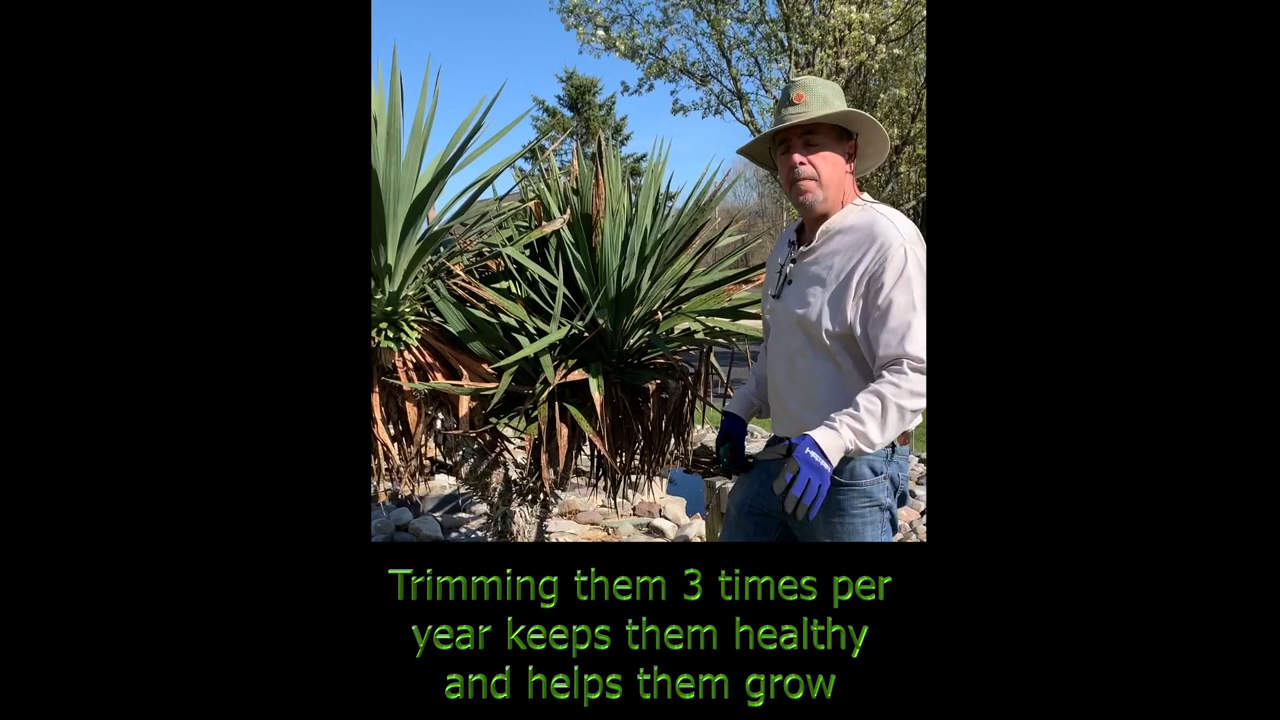 Trimming them 3 times per
year keeps them healthy
and helps them grow